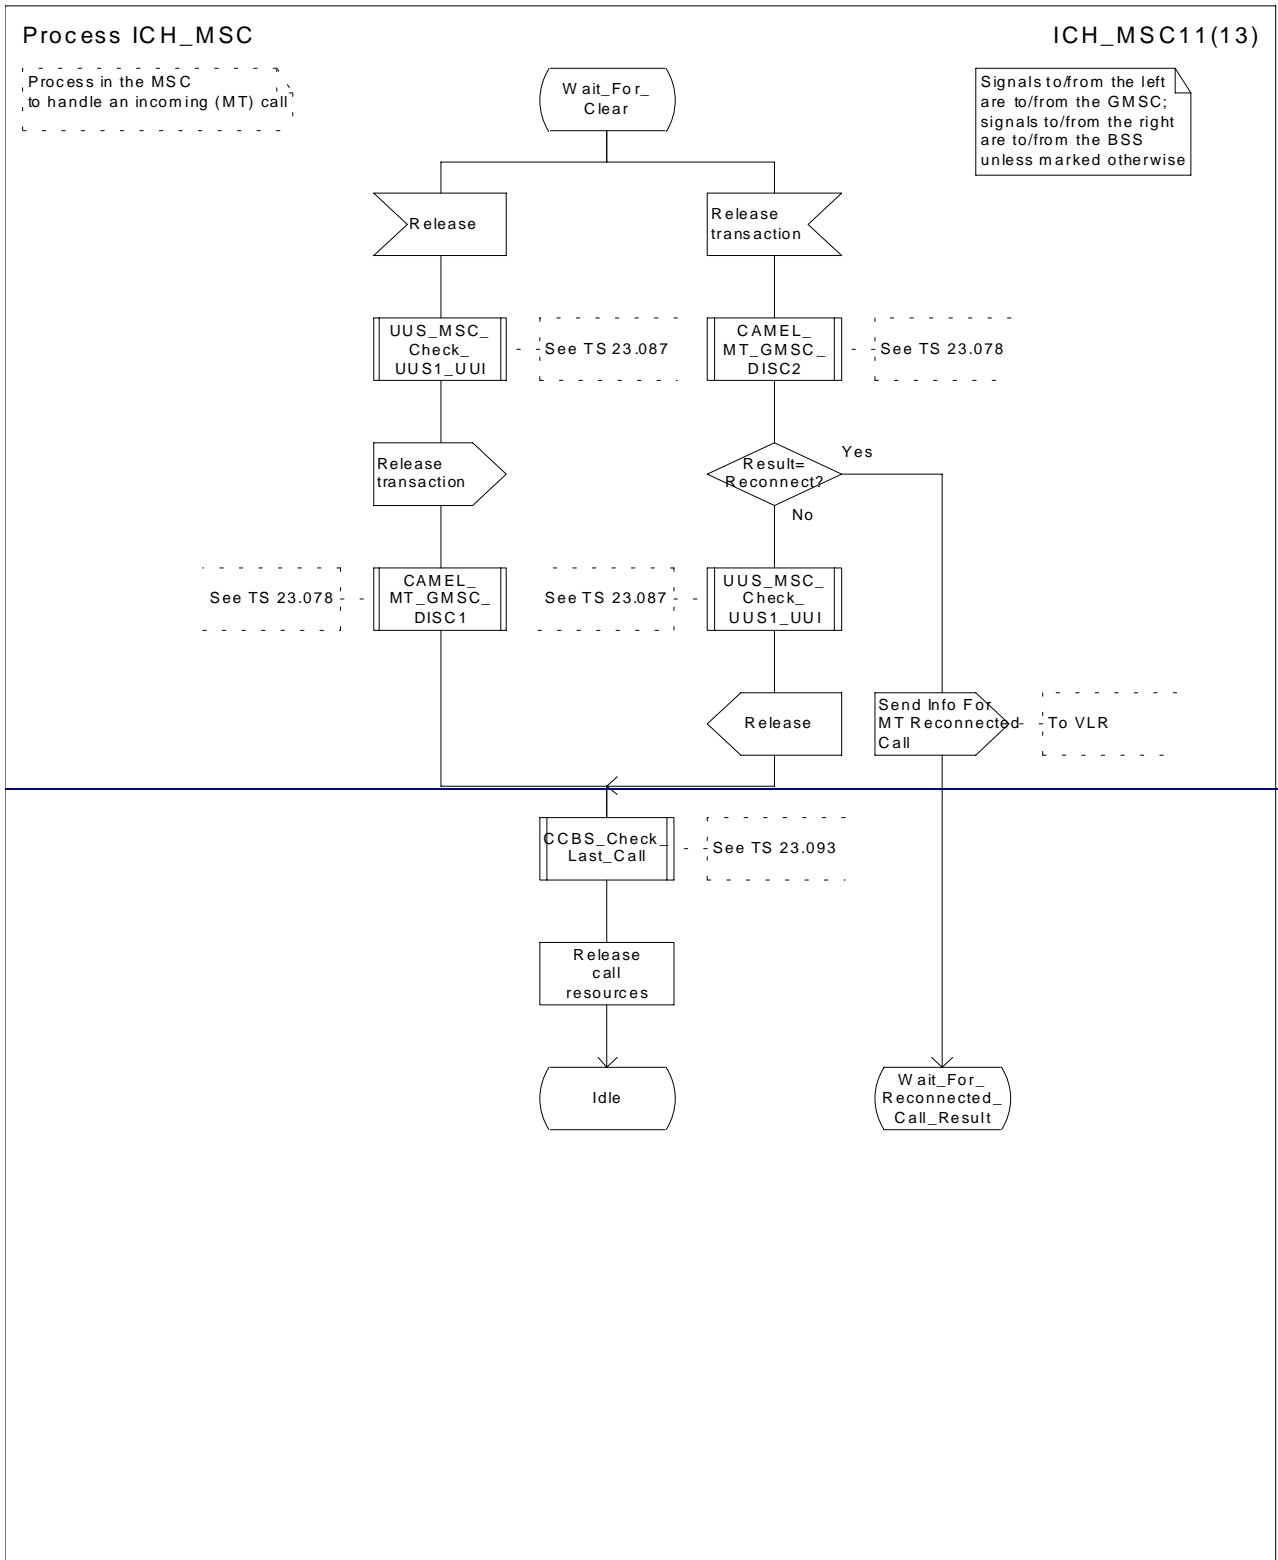 Process ICH_MSC
ICH_MSC11(13)
Process in the MSC
to handle an incoming (MT) call
Wait_For_
Clear
Signals to/from the left
are to/from the GMSC;
signals to/from the right
are to/from the BSS
unless marked otherwise
Release
Release
transaction
UUS_MSC_
Check_
UUS1_UUI
See TS 23.087
CAMEL_
MT_GMSC_
DISC2
See TS 23.078
Release
transaction
Result=
Reconnect?
Yes
No
See TS 23.078
CAMEL_
MT_GMSC_
DISC1
See TS 23.087
UUS_MSC_
Check_
UUS1_UUI
Release
Send Info For
MT Reconnected
Call
To VLR
CCBS_Check_
Last_Call
See TS 23.093
Release
call
resources
Idle
Wait_For_
Reconnected_
Call_Result